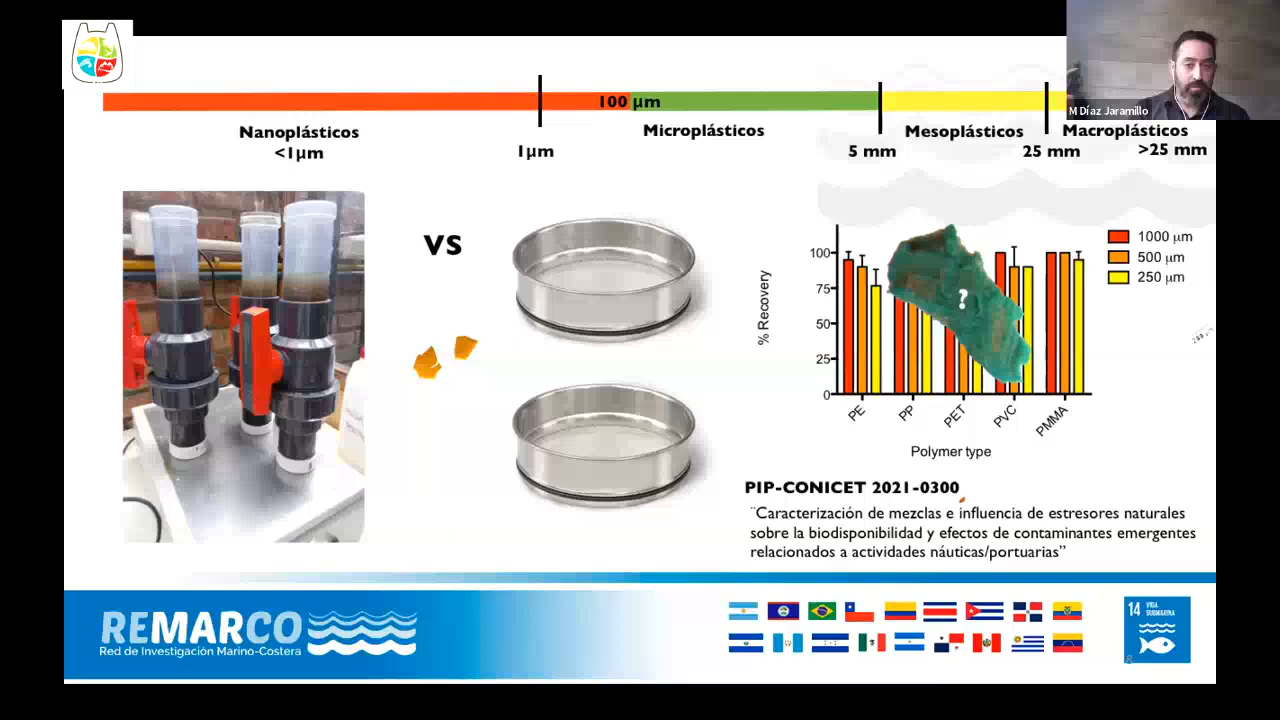 M Díaz Jaramillo
100 µm
Nanoplásticos
<1µm
1µm
Microplásticos
5 mm
Mesoplásticos
25 mm
Macroplásticos
>25 mm
VS
?
% Recovery
100
75
50
25
0
PE
PP
PET
PVC
PMMA
Polymer type
1000 µm
500 µm
250 µm
PIP-CONICET 2021-0300
¨Caracterización de mezclas e influencia de estresores naturales
sobre la biodisponibilidad y efectos de contaminantes emergentes
relacionados a actividades náuticas/portuarias”
REMARCO
Red de Investigación Marino-Costera
14 VIDA
SUBMARINA
8